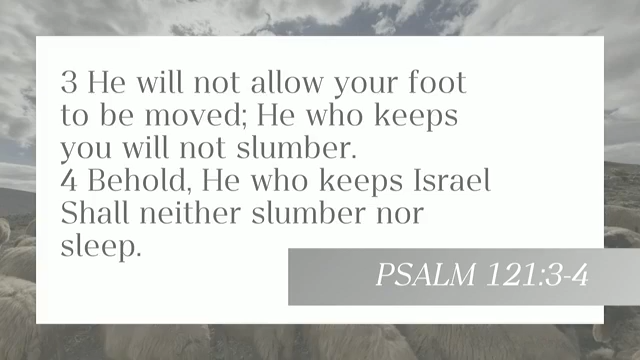 3 He will not allow your foot
to be moved; He who keeps
you will not slumber.
4 Behold, He who keeps Israel
Shall neither slumber nor
sleep.
PSALM 121:3-4